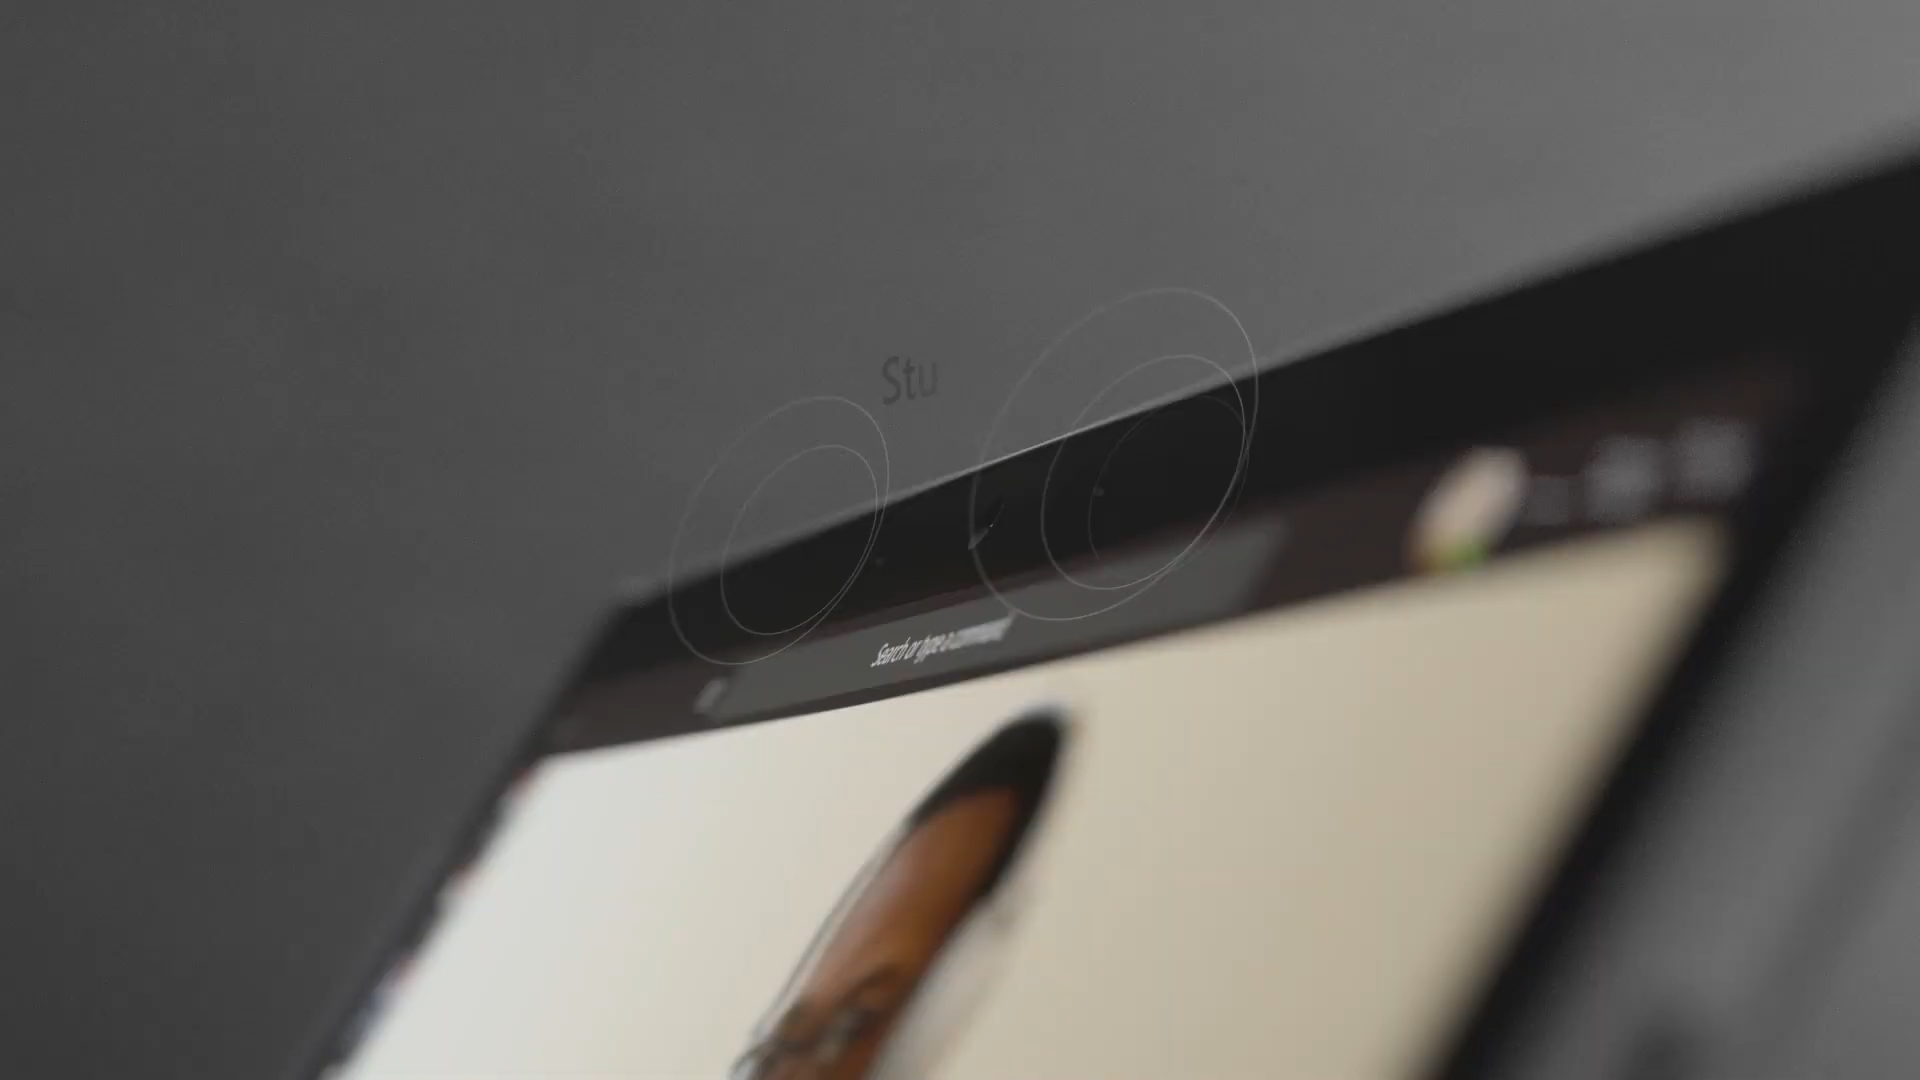 Stu
Search or type a command